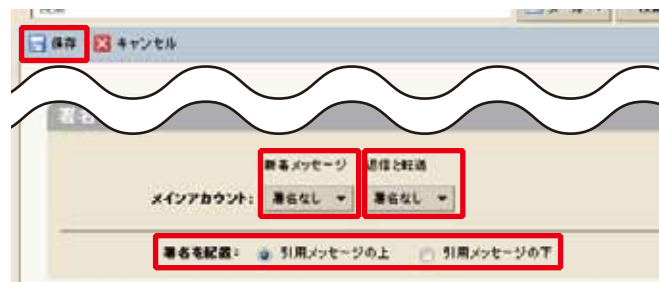 保存 キャンセル
署名
新着メッセージ 返信と転送
メインアカウント: 署名なし 署名なし
署名を配置: 引用メッセージの上 引用メッセージの下